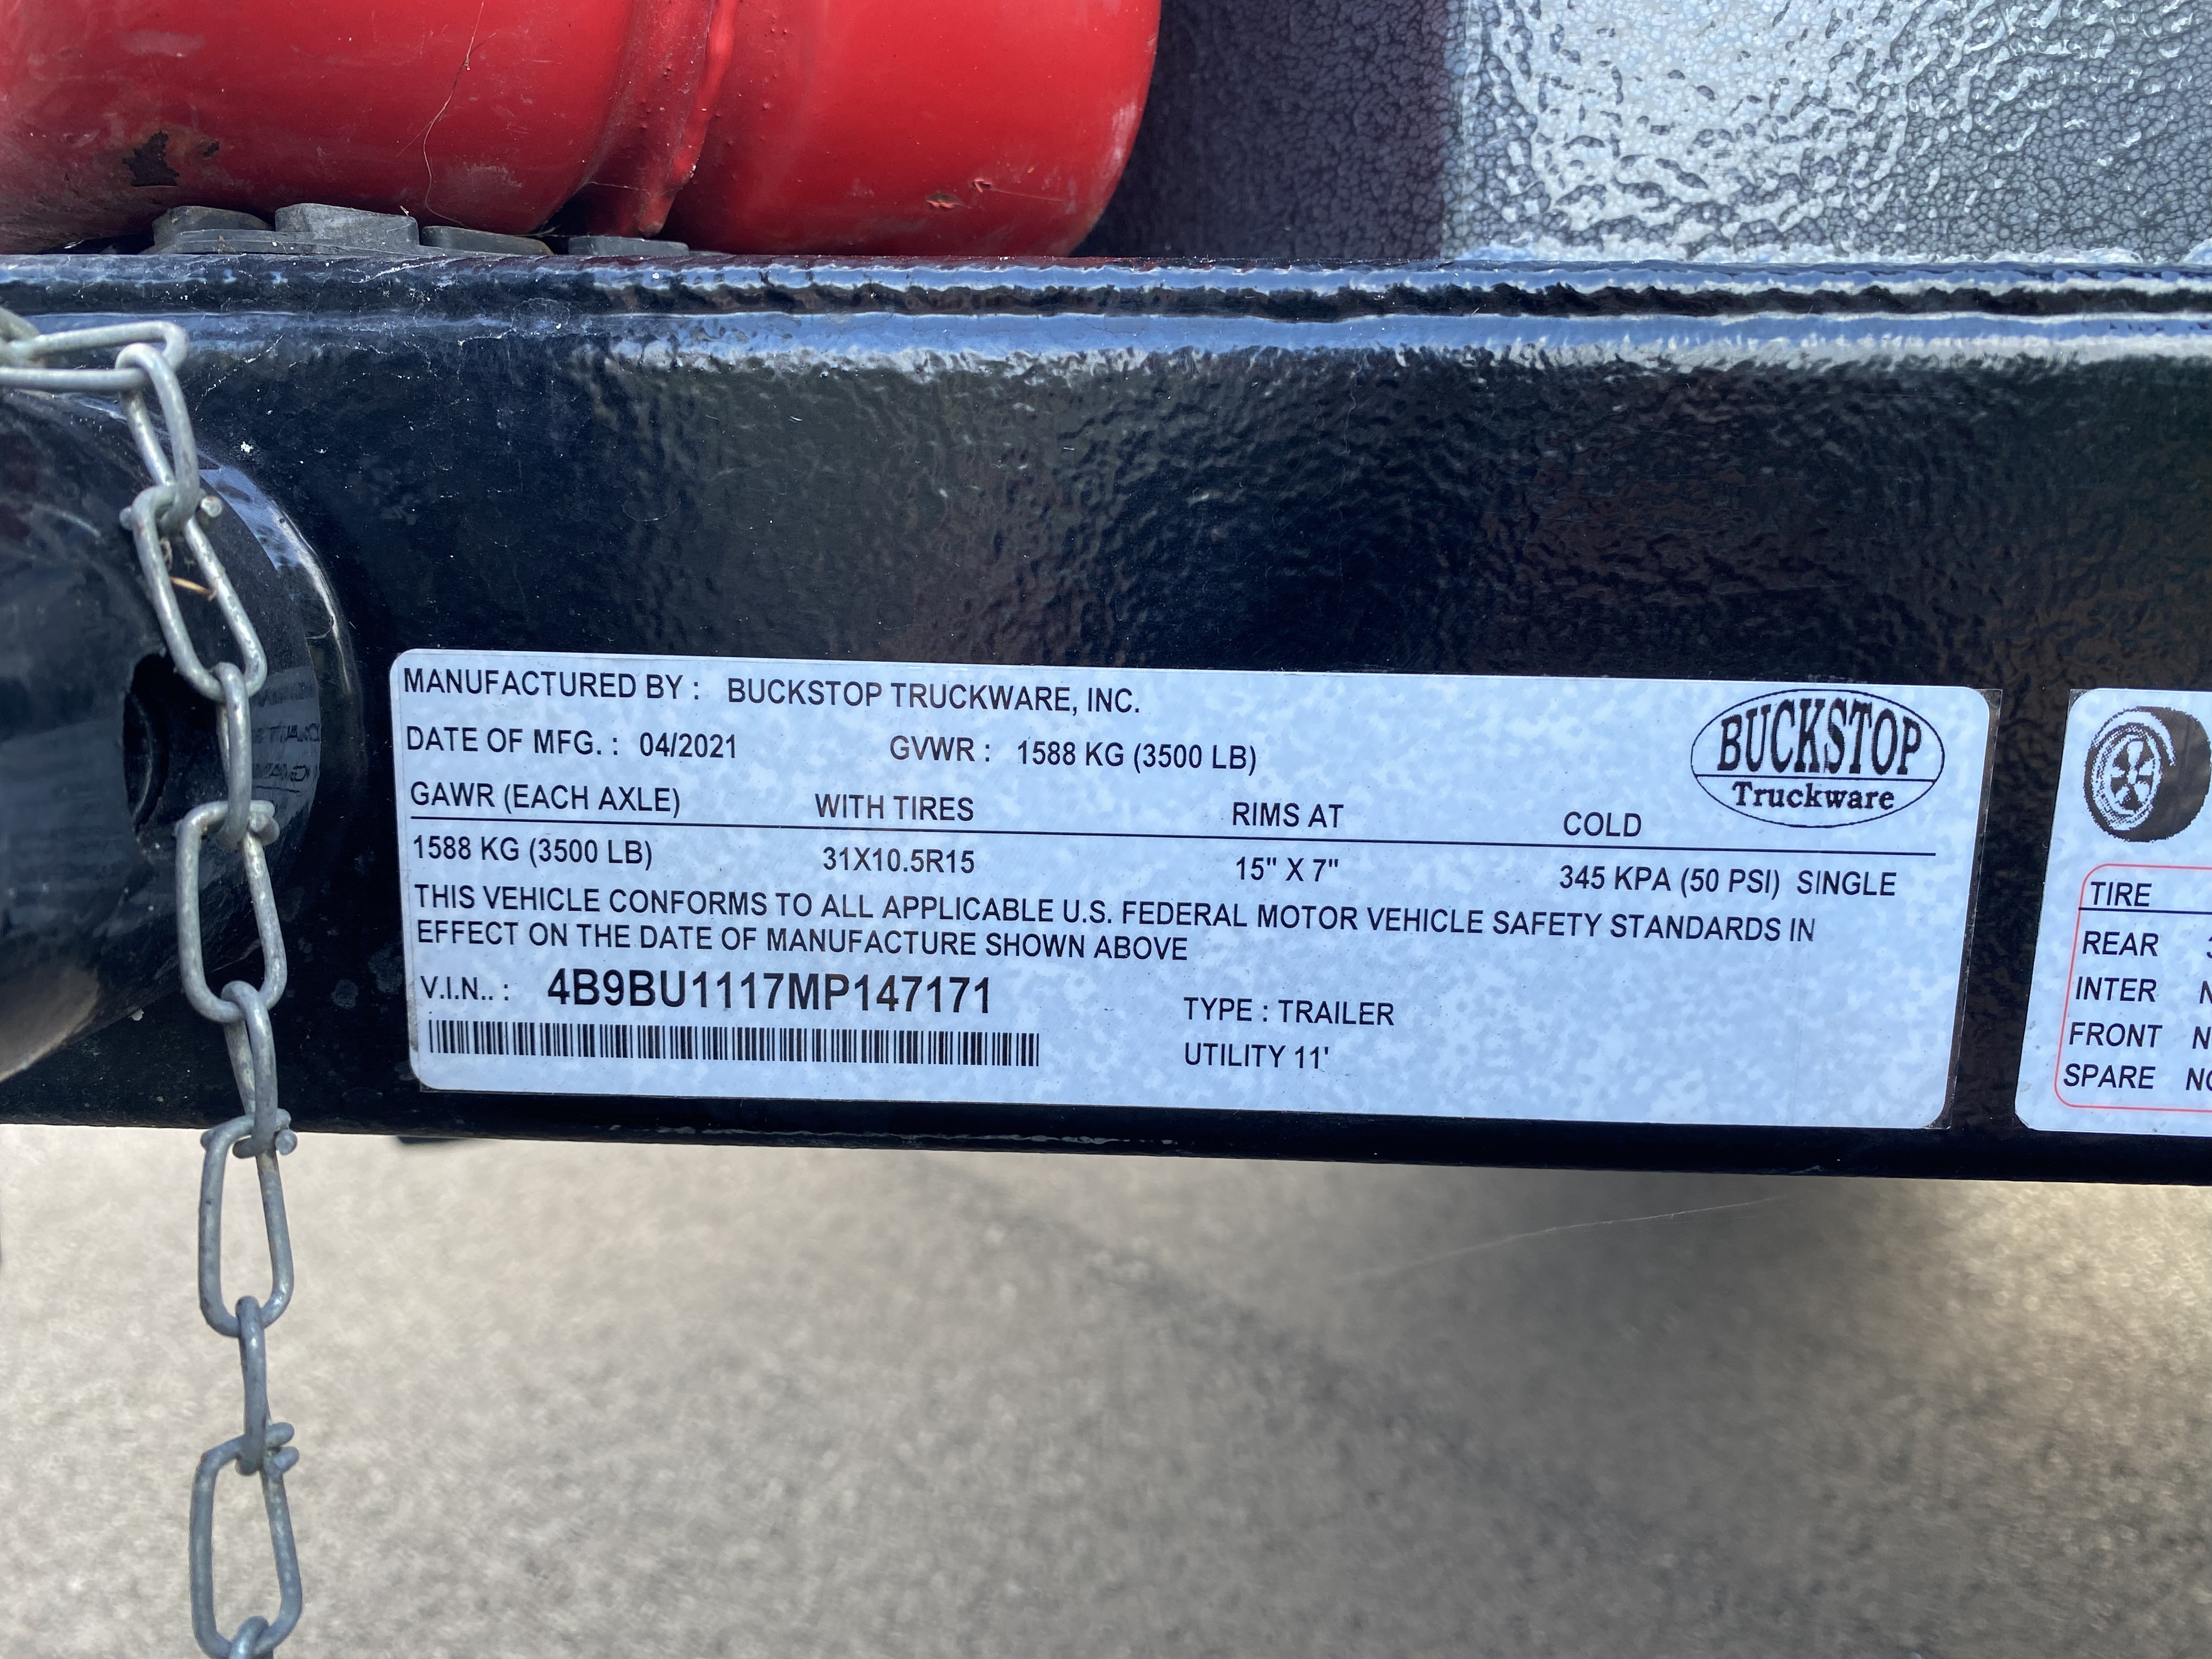 MANUFACTURED BY : BUCKSTOP TRUCKWARE, INC.
DATE OF MFG. : 04/2021 GVWR : 1588 KG (3500 LB)
BUCKSTOP
Truckware
GAWR (EACH AXLE) WITH TIRES RIMS AT COLD
1588 KG (3500 LB) 31X10.5R15 15" X 7" 345 KPA (50 PSI) SINGLE
THIS VEHICLE CONFORMS TO ALL APPLICABLE U.S. FEDERAL MOTOR VEHICLE SAFETY STANDARDS IN
EFFECT ON THE DATE OF MANUFACTURE SHOWN ABOVE
V.I.N.. : 4B9BU1117MP147171
TYPE : TRAILER
UTILITY 11'
TIRE
REAR
INTER
FRONT
SPARE